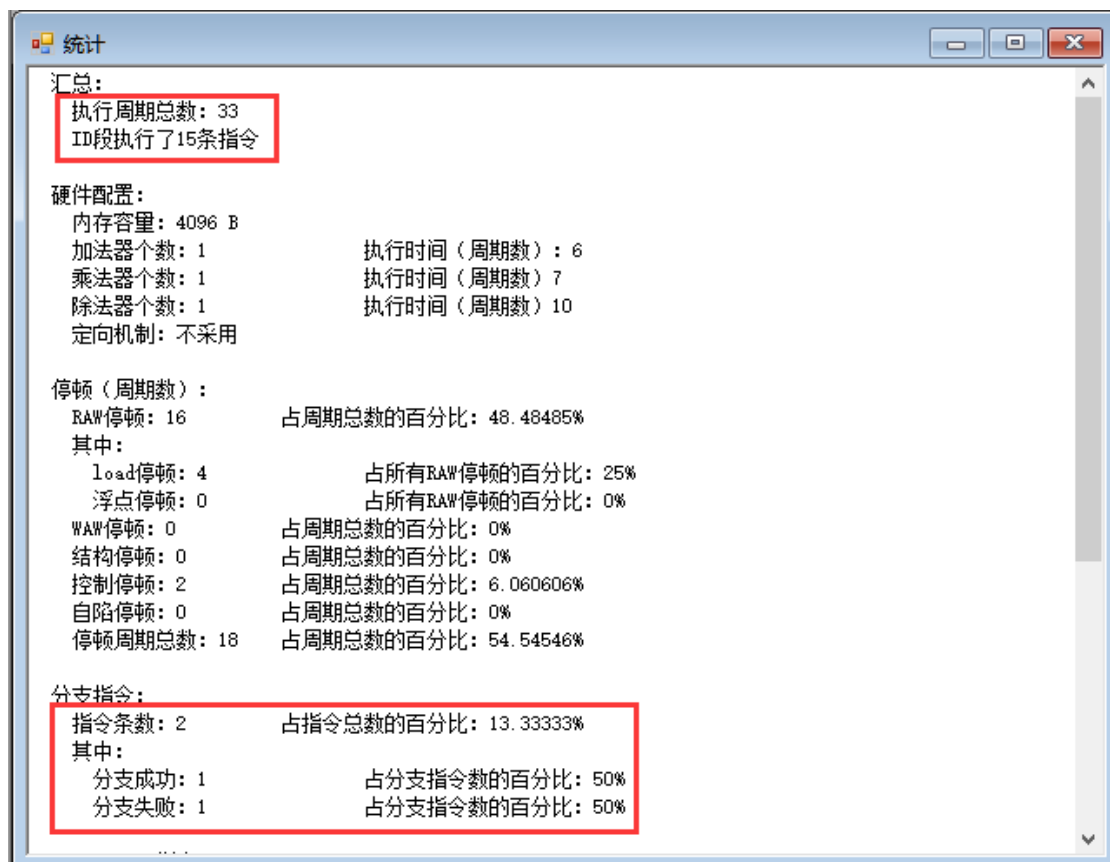 统计
汇总:
执行周期总数: 33
ID段执行了15条指令
硬件配置:
内存容量: 4096 B
加法器个数: 1 执行时间（周期数）: 6
乘法器个数: 1 执行时间（周期数）7
除法器个数: 1 执行时间（周期数）10
定向机制: 不采用
停顿（周期数）:
RAW停顿: 16 占周期总数的百分比: 48.48485%
其中:
load停顿: 4 占所有RAW停顿的百分比: 25%
浮点停顿: 0 占所有RAW停顿的百分比: 0%
WAW停顿: 0 占周期总数的百分比: 0%
结构停顿: 0 占周期总数的百分比: 0%
控制停顿: 2 占周期总数的百分比: 6.060606%
自陷停顿: 0 占周期总数的百分比: 0%
停顿周期总数: 18 占周期总数的百分比: 54.54546%
分支指令:
指令条数: 2 占指令总数的百分比: 13.33333%
其中:
分支成功: 1 占分支指令数的百分比: 50%
分支失败: 1 占分支指令数的百分比: 50%